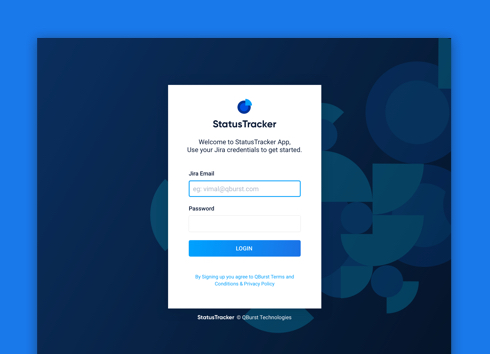 StatusTracker
Welcome to StatusTracker App,
Use your Jira credentials to get started.
Jira Email
eg: vimal@qburst.com
Password
LOGIN
By Signing up you agree to QBurst Terms and
Conditions & Privacy Policy
StatusTracker © QBurst Technologies